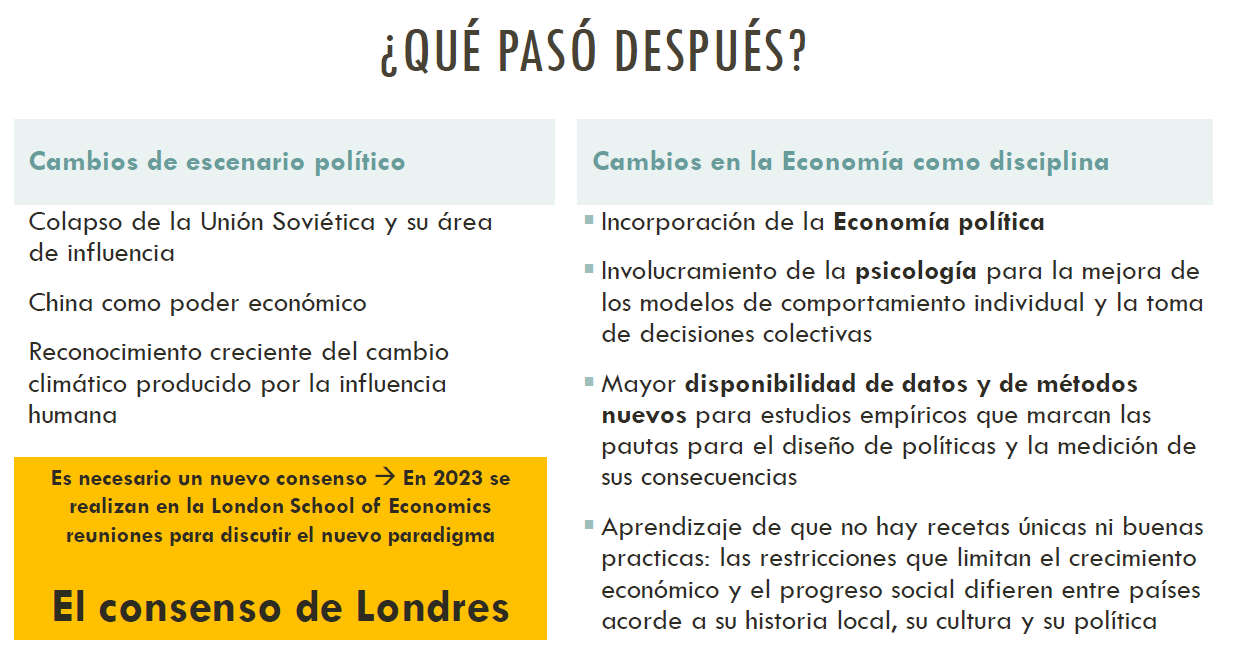 ¿QUÉ PASÓ DESPUÉS?
Cambios de escenario político
Colapso de la Unión Soviética y su área
de influencia
China como poder económico
Reconocimiento creciente del cambio
climático producido por la influencia
humana
Es necesario un nuevo consenso → En 2023 se
realizan en la London School of Economics
reuniones para discutir el nuevo paradigma
El consenso de Londres
Cambios en la Economía como disciplina
▪ Incorporación de la Economía política
▪ Involucramiento de la psicología para la mejora de
los modelos de comportamiento individual y la toma
de decisiones colectivas
▪ Mayor disponibilidad de datos y de métodos
nuevos para estudios empíricos que marcan las
pautas para el diseño de políticas y la medición de
sus consecuencias
▪ Aprendizaje de que no hay recetas únicas ni buenas
practicas: las restricciones que limitan el crecimiento
económico y el progreso social difieren entre países
acorde a su historia local, su cultura y su política